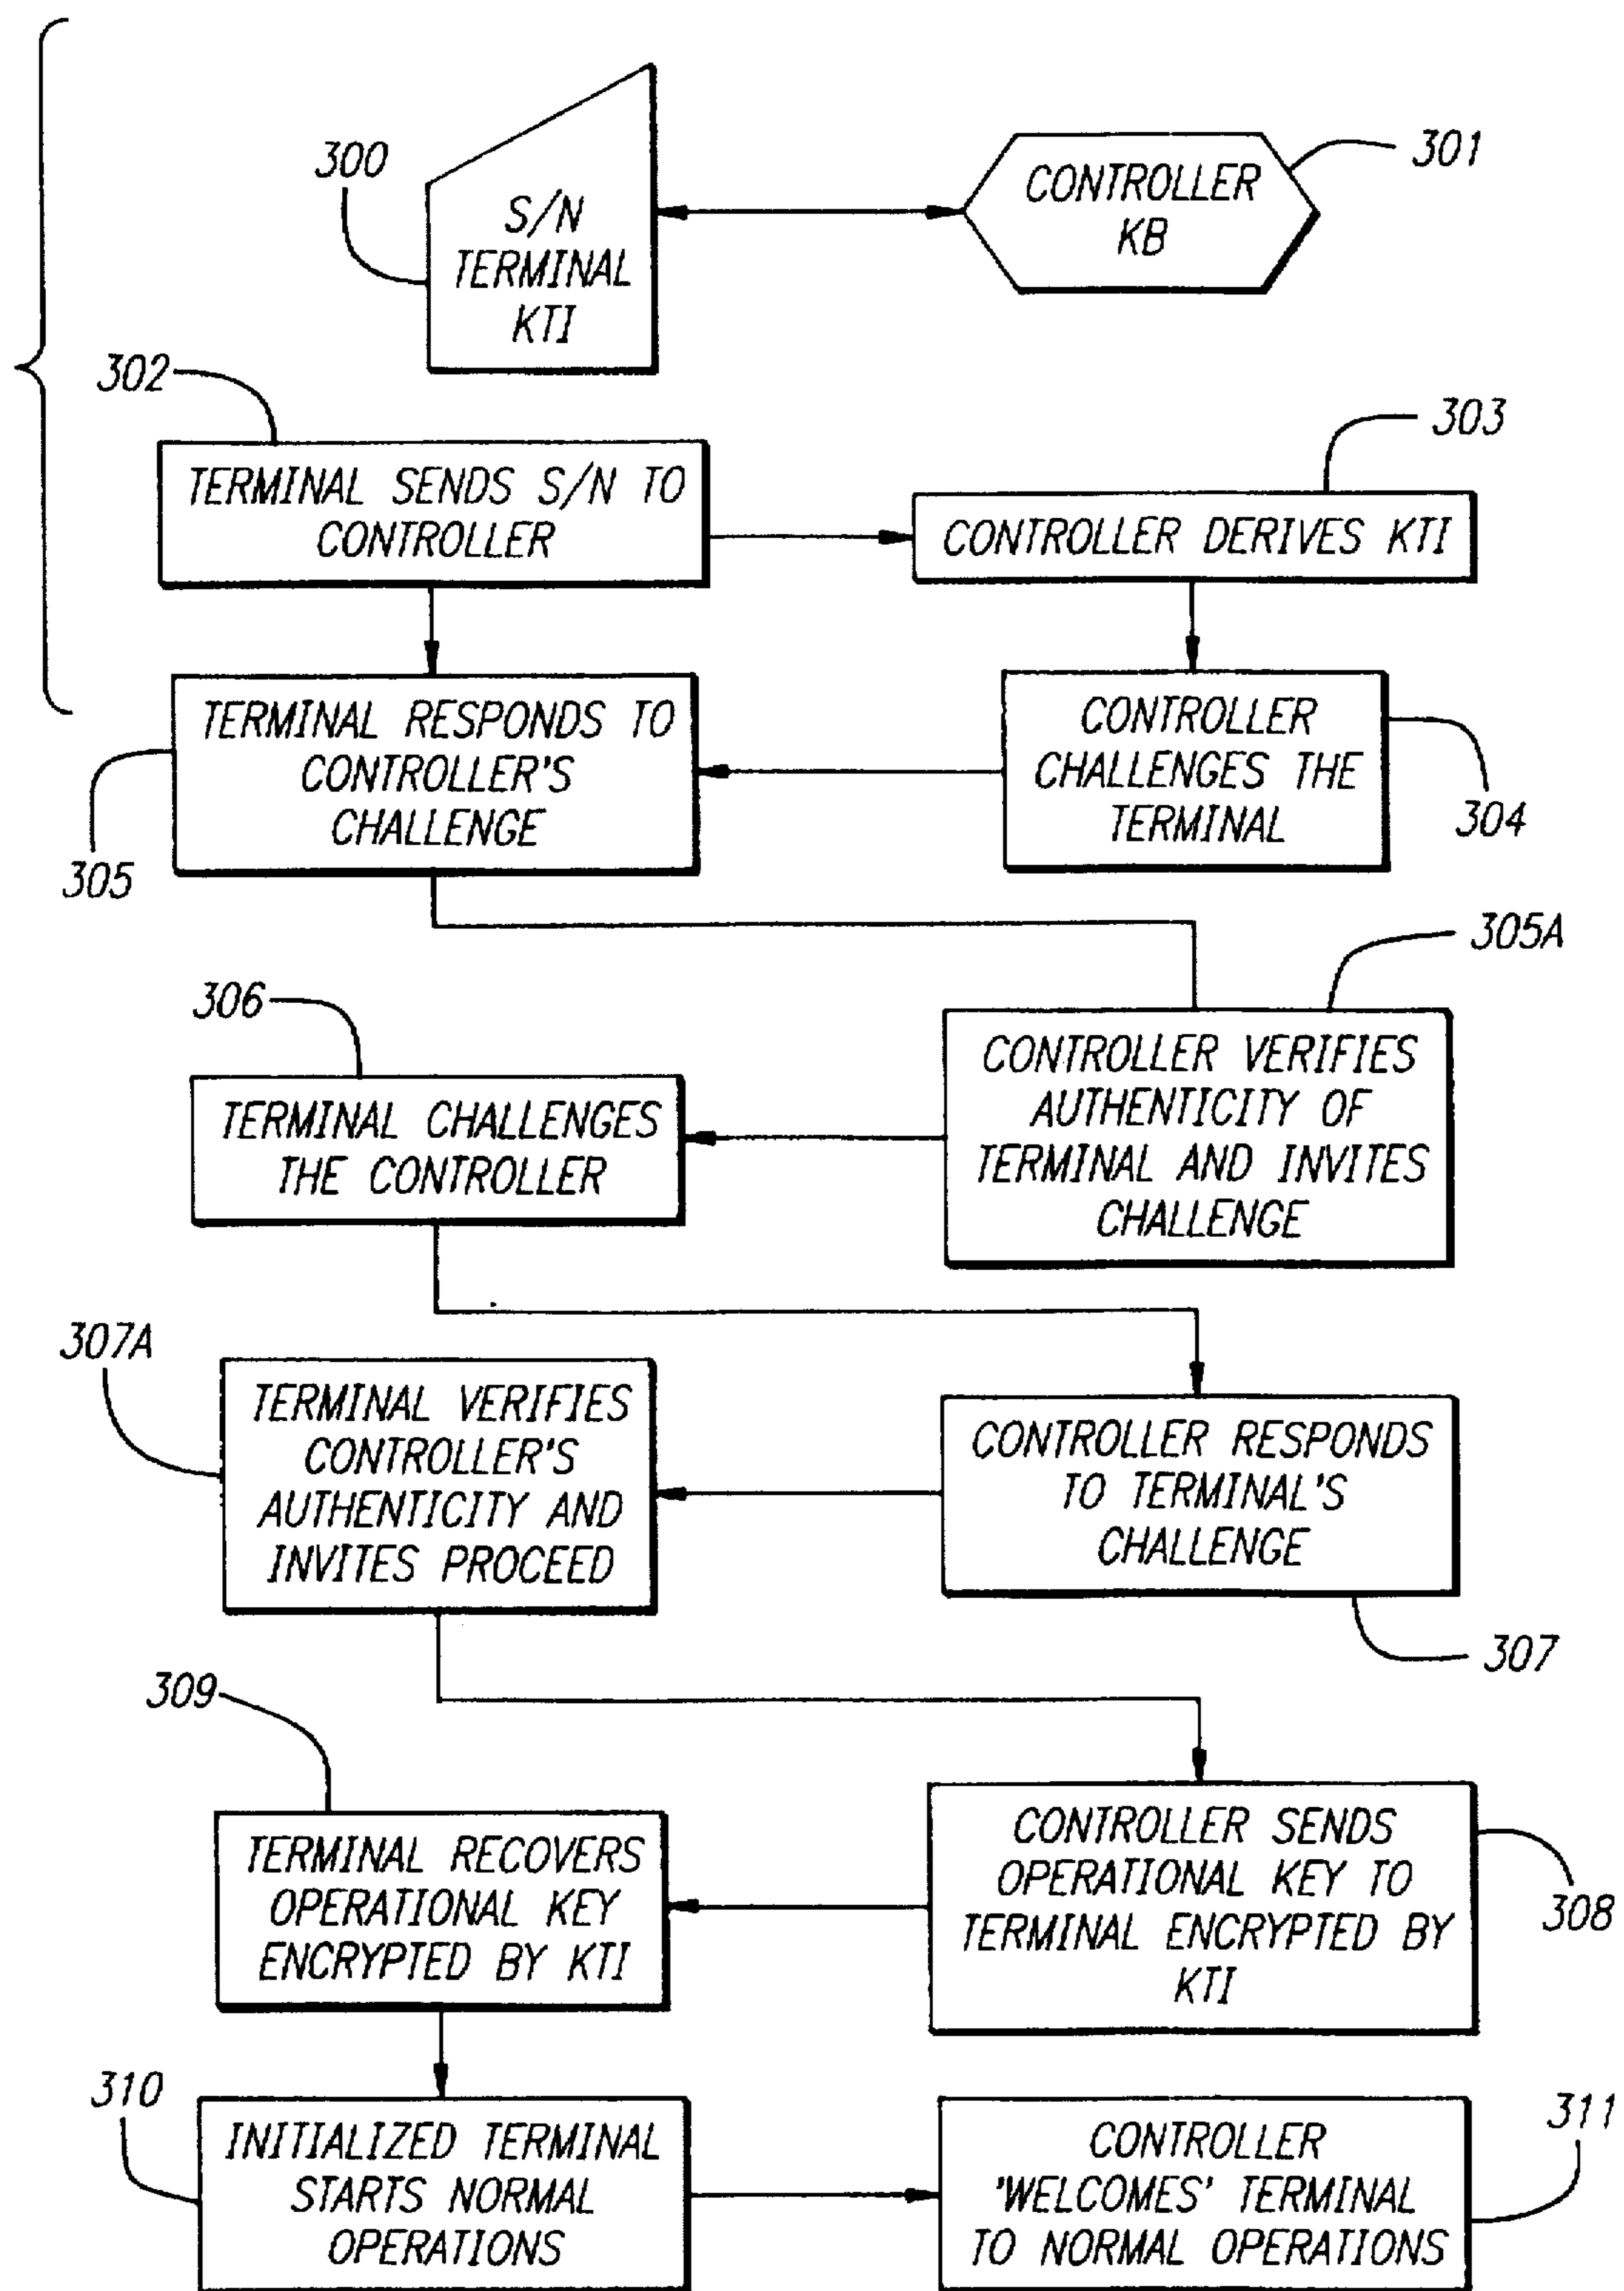 300
S/N
TERMINAL
KTI
CONTROLLER
KB
301
302
TERMINAL SENDS S/N TO
CONTROLLER
303
CONTROLLER DERIVES KTI
TERMINAL RESPONDS TO
CONTROLLER'S
CHALLENGE
305
CONTROLLER
CHALLENGES THE
TERMINAL
304
305A
CONTROLLER VERIFIES
AUTHENTICITY OF
TERMINAL AND INVITES
CHALLENGE
306
TERMINAL CHALLENGES
THE CONTROLLER
307A
TERMINAL VERIFIES
CONTROLLER'S
AUTHENTICITY AND
INVITES PROCEED
CONTROLLER RESPONDS
TO TERMINAL'S
CHALLENGE
307
309
TERMINAL RECOVERS
OPERATIONAL KEY
ENCRYPTED BY KTI
CONTROLLER SENDS
OPERATIONAL KEY TO
TERMINAL ENCRYPTED BY
KTI
308
310
INITIALIZED TERMINAL
STARTS NORMAL
OPERATIONS
CONTROLLER
'WELCOMES' TERMINAL
TO NORMAL OPERATIONS
311